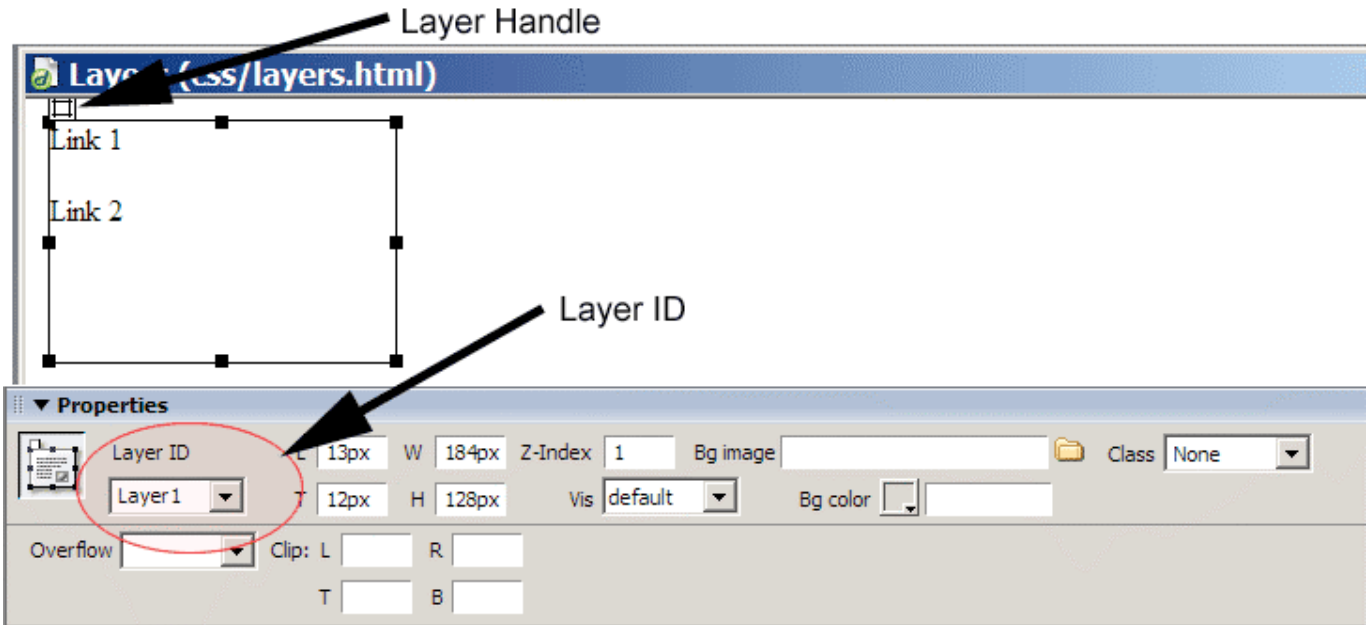 Layer Handle
Layers (css/layers.html)
Link 1
Link 2
Layer ID
Properties
Layer ID L 13px W 184px Z-Index 1 Bg image Class None
Layer1 T 12px H 128px Vis default Bg color
Overflow Clip: L R
T B